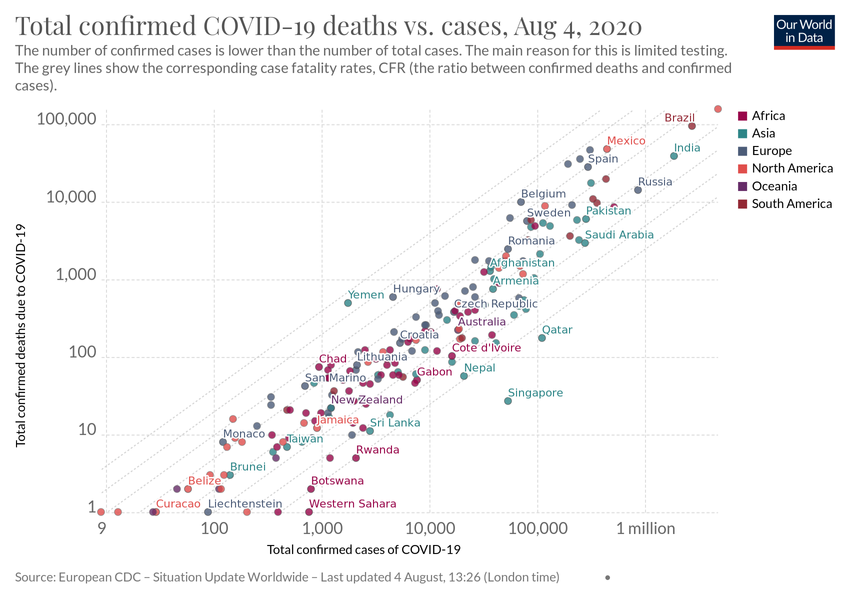 Total confirmed COVID-19 deaths vs. cases, Aug 4, 2020
Our World
in Data
The number of confirmed cases is lower than the number of total cases. The main reason for this is limited testing.
The grey lines show the corresponding case fatality rates, CFR (the ratio between confirmed deaths and confirmed
cases).
Total confirmed deaths due to COVID-19
100,000
10,000
1,000
100
10
1
Brazil
Mexico
India
Spain
Russia
Belgium
Sweden
Pakistan
Saudi Arabia
Romania
Afghanistan
Armenia
Yemen
Hungary
Czech Republic
Australia
Qatar
Croatia
Cote d'Ivoire
Chad
Lithuania
Nepal
Gabon
San Marino
Singapore
New Zealand
Jamaica
Sri Lanka
Monaco
Taiwan
Rwanda
Brunei
Belize
Botswana
Curacao
Liechtenstein
Western Sahara
9
100
1,000
10,000
100,000
1 million
Total confirmed cases of COVID-19
Africa
Asia
Europe
North America
Oceania
South America
Source: European CDC – Situation Update Worldwide – Last updated 4 August, 13:26 (London time)